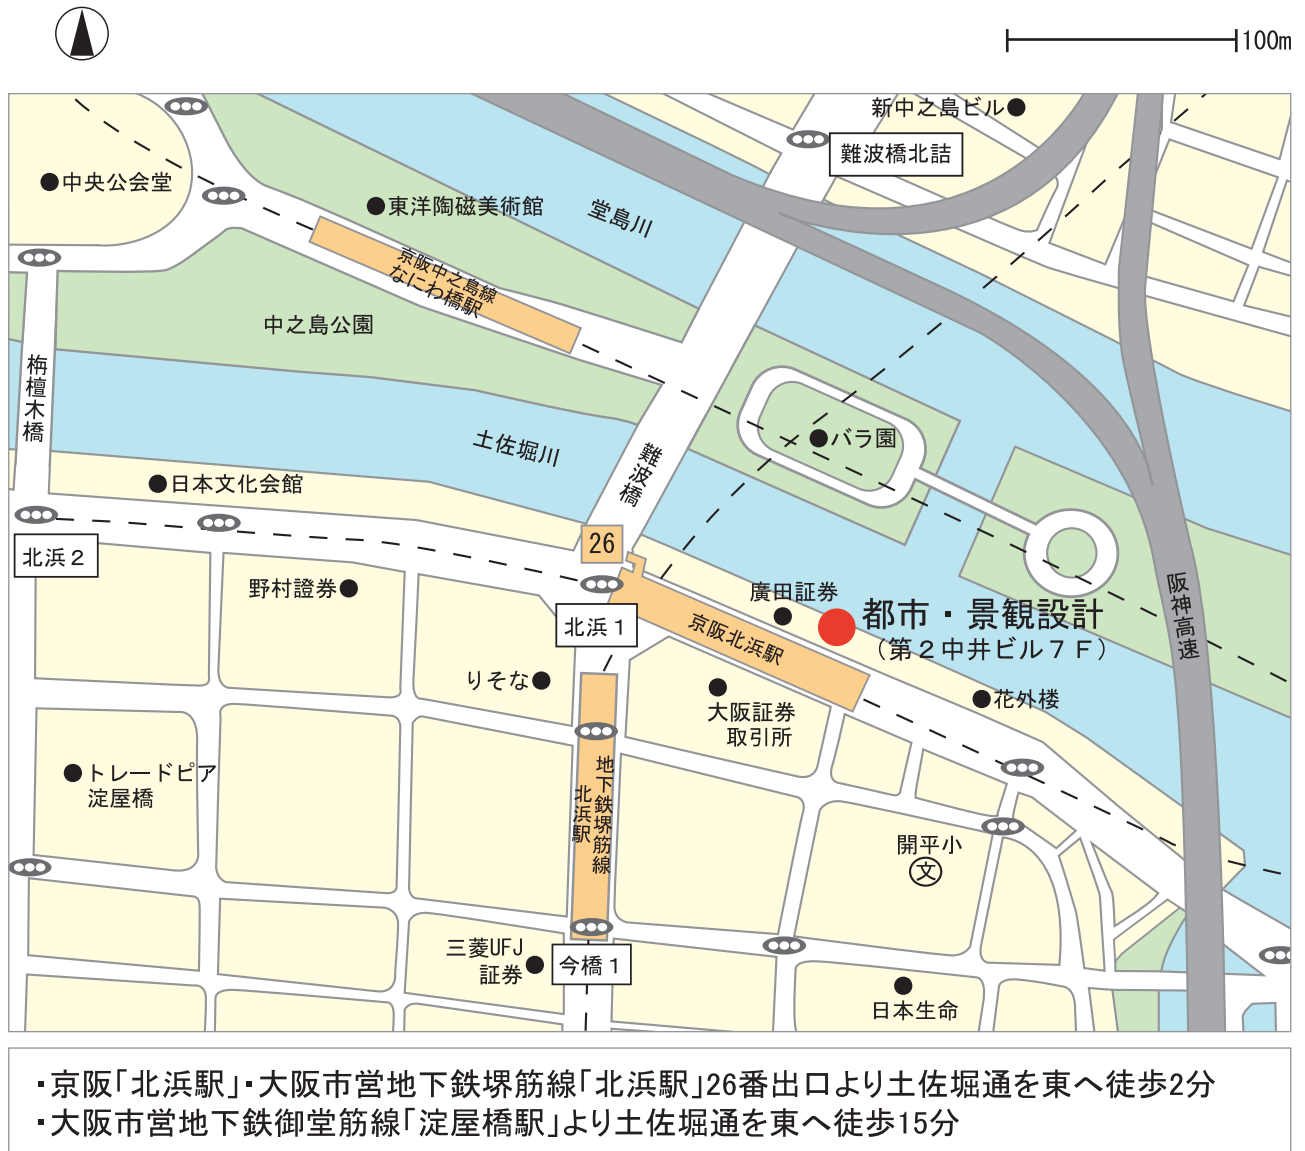 100m
新中之島ビル
難波橋北詰
中央公会堂
東洋陶磁美術館
堂島川
京阪中之島線
なにわ橋駅
中之島公園
栴檀木橋
バラ園
土佐堀川
難波橋
日本文化会館
26
北浜２
野村證券
廣田証券
都市・景観設計
（第２中井ビル７Ｆ）
阪神高速
北浜１
京阪北浜駅
りそな
大阪証券
取引所
花外楼
トレードピア
淀屋橋
地下鉄堺筋線
北浜駅
開平小
文
三菱UFJ
証券
今橋１
日本生命
・京阪「北浜駅」・大阪市営地下鉄堺筋線「北浜駅」26番出口より土佐堀通を東へ徒歩2分
・大阪市営地下鉄御堂筋線「淀屋橋駅」より土佐堀通を東へ徒歩15分